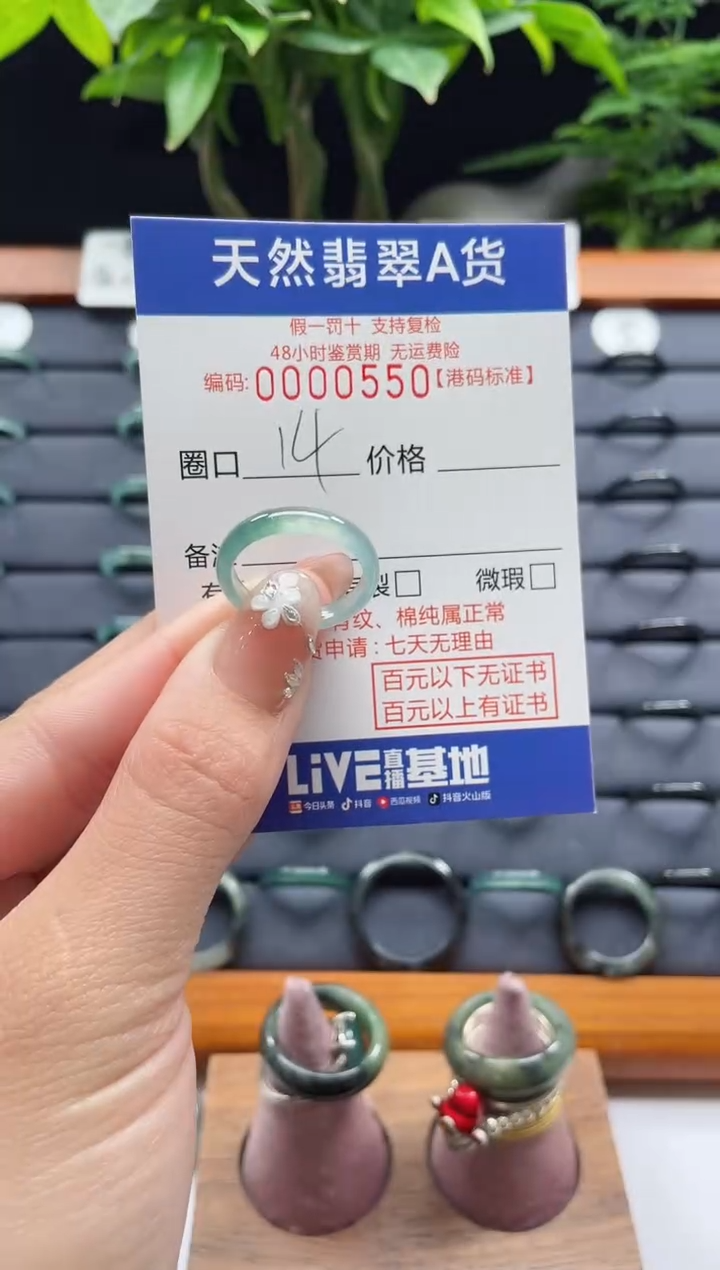 天然翡翠A货
假一罚十 支持复检
48小时鉴赏期 无运费险
编码:0000550【港码标准】
圈口 14 价格
备
裂□ 微瑕□
纹、棉纯属正常
申请:七天无理由
百元以下无证书
百元以上有证书
LiVE直播基地
今日头条 抖音 西瓜视频 抖音火山版